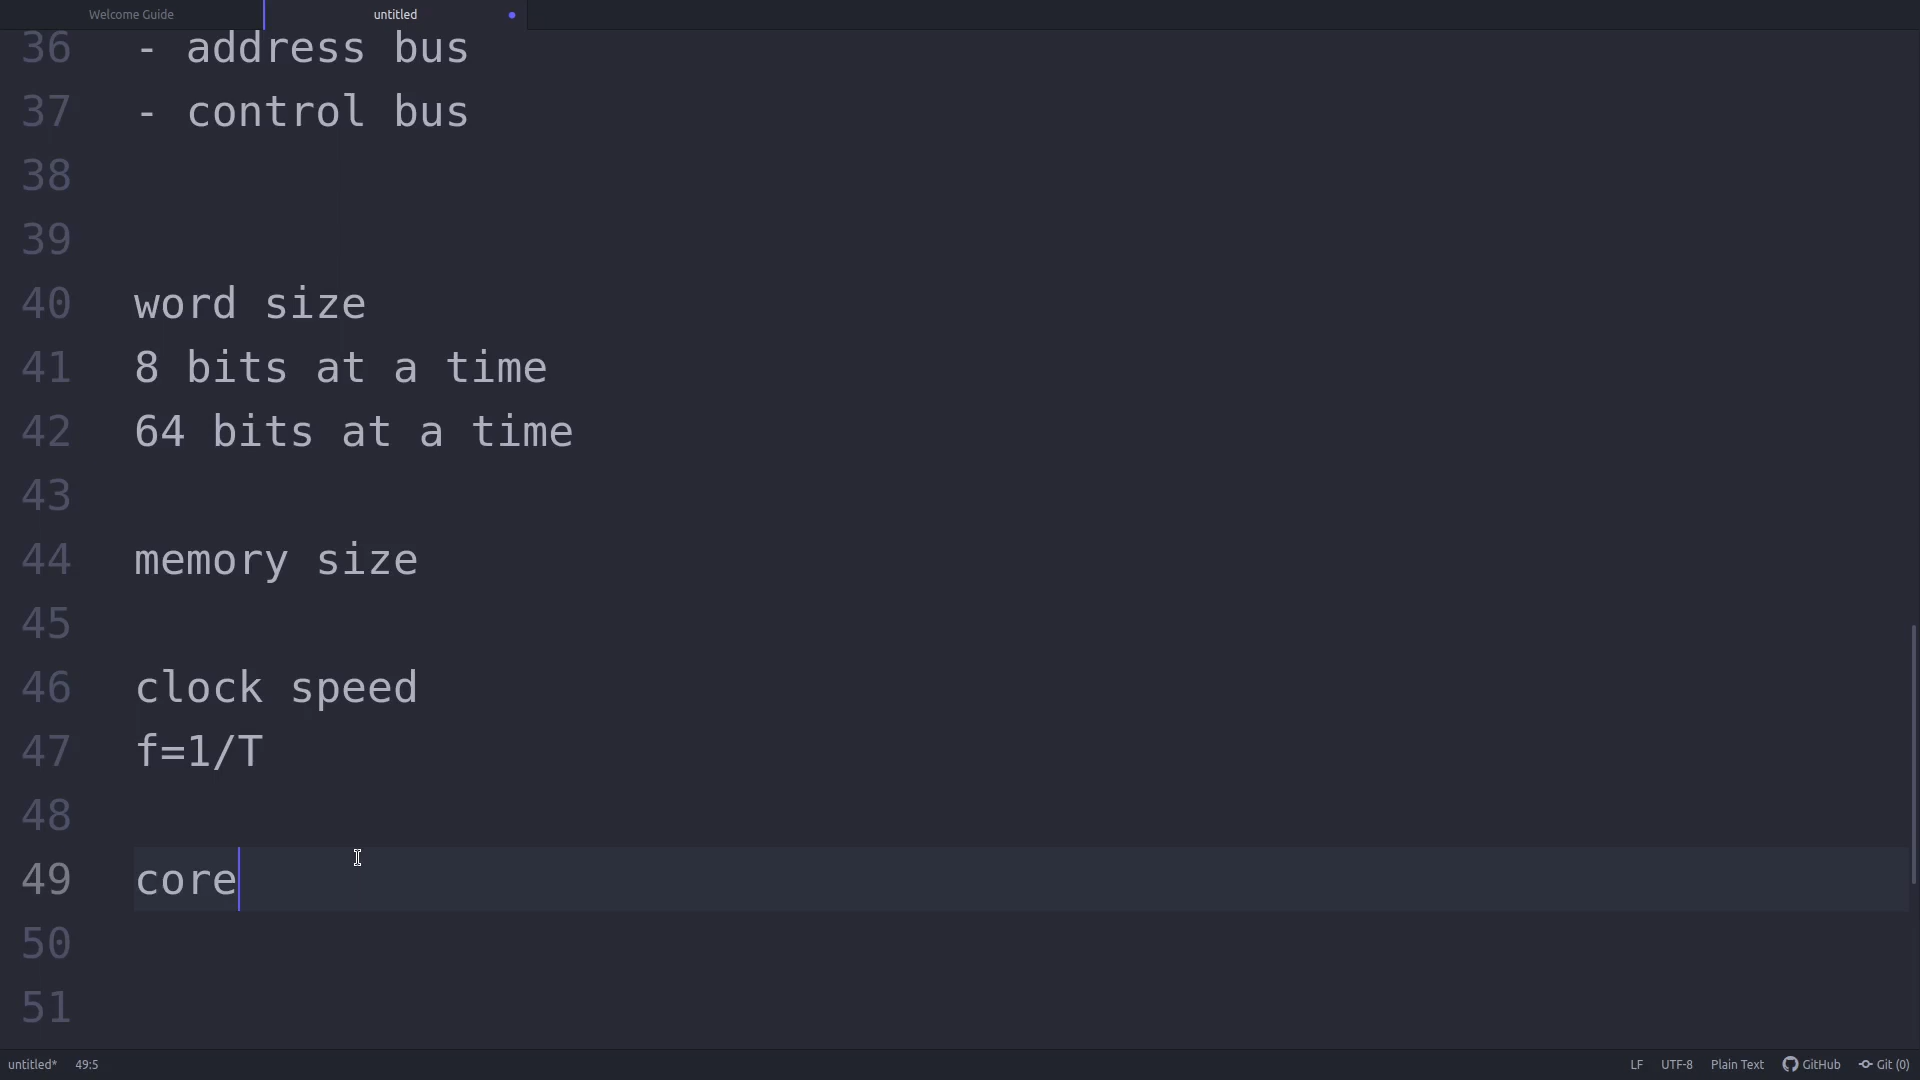 Welcome Guide
untitled
36 - address bus
37 - control bus
38
39
40 word size
41 8 bits at a time
42 64 bits at a time
43
44 memory size
45
46 clock speed
47 f=1/T
48
49 core
50
51
untitled* 49:5 LF UTF-8 Plain Text GitHub Git (0)